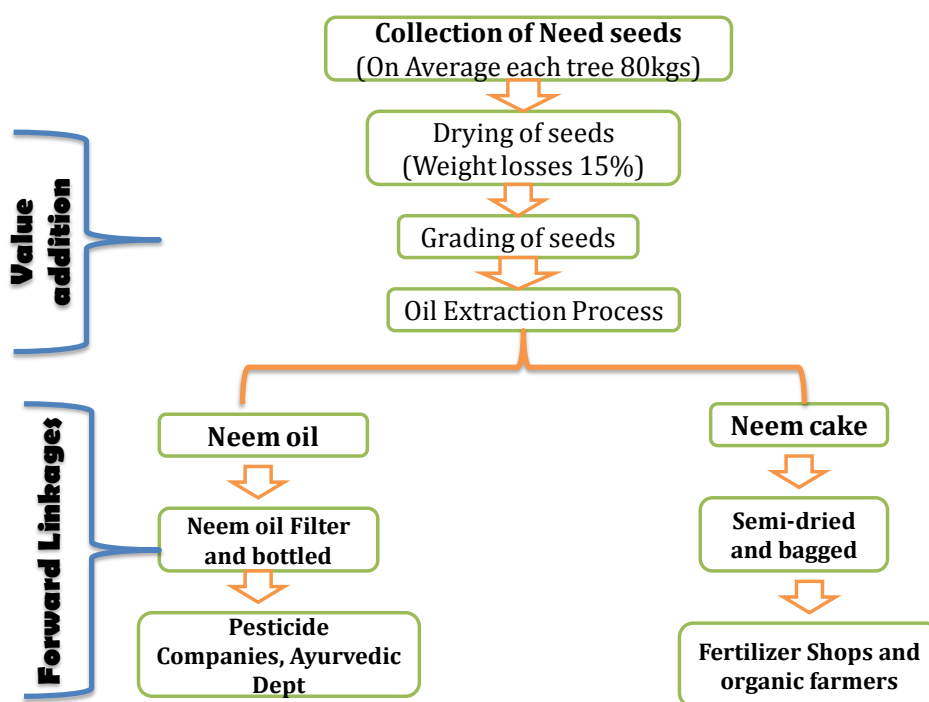 Collection of Need seeds
(On Average each tree 80kgs)
Drying of seeds
(Weight losses 15%)
Grading of seeds
Oil Extraction Process
Value
addition
Neem oil
Neem cake
Neem oil Filter
and bottled
Semi-dried
and bagged
Pesticide
Companies, Ayurvedic
Dept
Fertilizer Shops and
organic farmers
Forward Linkages